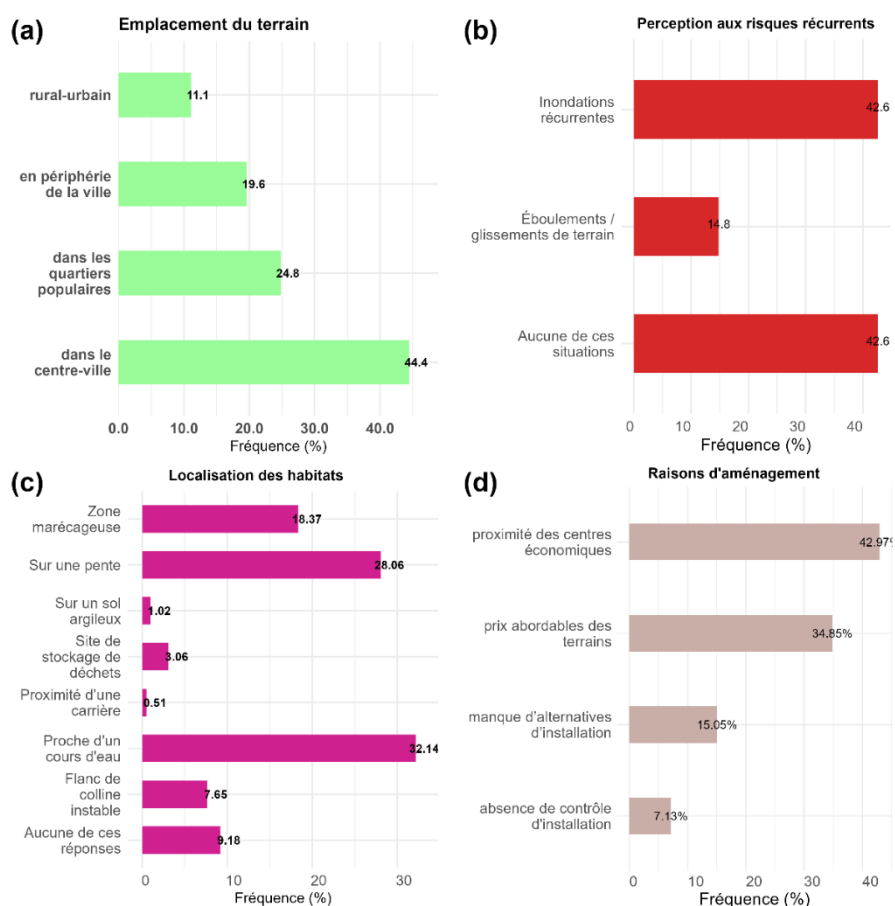 (a)
Emplacement du terrain
rural-urbain
11.1
en périphérie
de la ville
19.6
dans les
quartiers
populaires
24.8
dans le
centre-ville
44.4
0.0 10.0 20.0 30.0 40.0
Fréquence (%)
(b)
Perception aux risques récurrents
Inondations
récurrentes
42.6
Éboulements /
glissements de terrain
14.8
Aucune de ces
situations
42.6
0 10 20 30 40
Fréquence (%)
(c)
Localisation des habitats
Zone
marécageuse
18.37
Sur une pente
28.06
Sur un sol
argileux
1.02
Site de
stockage de
déchets
3.06
Proximité d'une
carrière
0.51
Proche d'un
cours d'eau
32.14
Flanc de
colline
instable
7.65
Aucune de ces
réponses
9.18
0 10 20 30
Fréquence (%)
(d)
Raisons d'aménagement
proximité des centres
économiques
42.97%
prix abordables des
terrains
34.85%
manque d'alternatives
d'installation
15.05%
absence de contrôle
d'installation
7.13%
0 10 20 30 40
Fréquence (%)